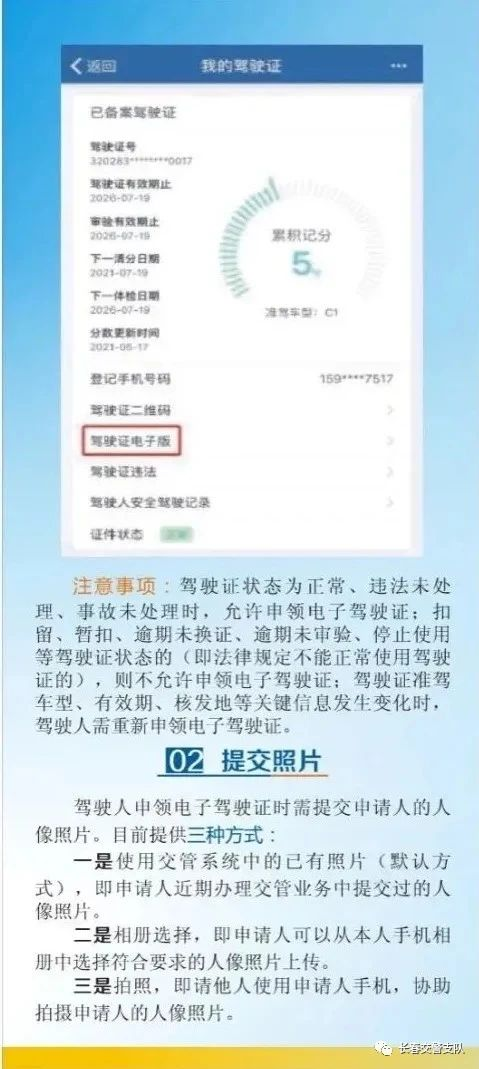 返回
我的驾驶证
已备案驾驶证
驾驶证号
320283********0017
驾驶证有效期止
2026-07-19
审验有效期止
2026-07-19
下一清分日期
2021-07-19
下一体检日期
2026-07-19
分数更新时间
2021-05-17
累积记分
5
准驾车型：C1
登记手机号码
159****7517
驾驶证二维码
驾驶证电子版
驾驶证违法
驾驶人安全驾驶记录
证件状态
正常
注意事项：驾驶证状态为正常、违法未处
理、事故未处理时，允许申领电子驾驶证；扣
留、暂扣、逾期未换证、逾期未审验、停止使用
等驾驶证状态的（即法律规定不能正常使用驾驶
证的），则不允许申领电子驾驶证；驾驶证准驾
车型、有效期、核发地等关键信息发生变化时，
驾驶人需重新申领电子驾驶证。
02 提交照片
驾驶人申领电子驾驶证时需提交申请人的人
像照片。目前提供三种方式：
一是使用交管系统中的已有照片（默认方
式），即申请人近期办理交管业务中提交过的人
像照片。
二是相册选择，即申请人可以从本人手机相
册中选择符合要求的人像照片上传。
三是拍照，即请他人使用申请人手机，协助
拍摄申请人的人像照片。
长春交警支队